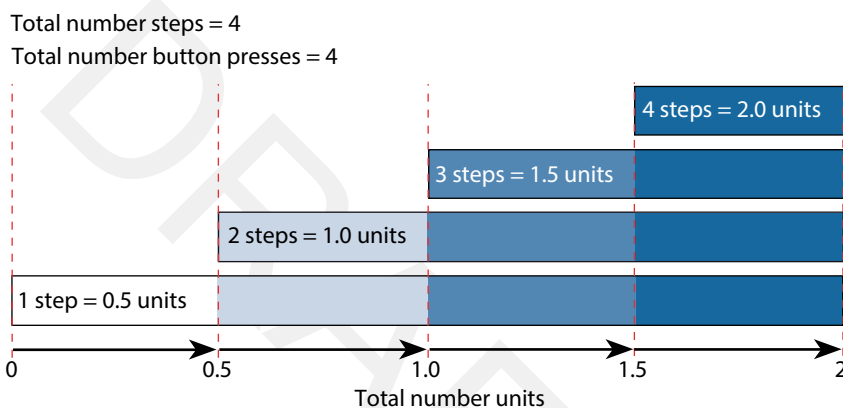 Total number steps = 4
Total number button presses = 4
4 steps = 2.0 units
3 steps = 1.5 units
2 steps = 1.0 units
1 step = 0.5 units
0 0.5 1.0 1.5 2
Total number units